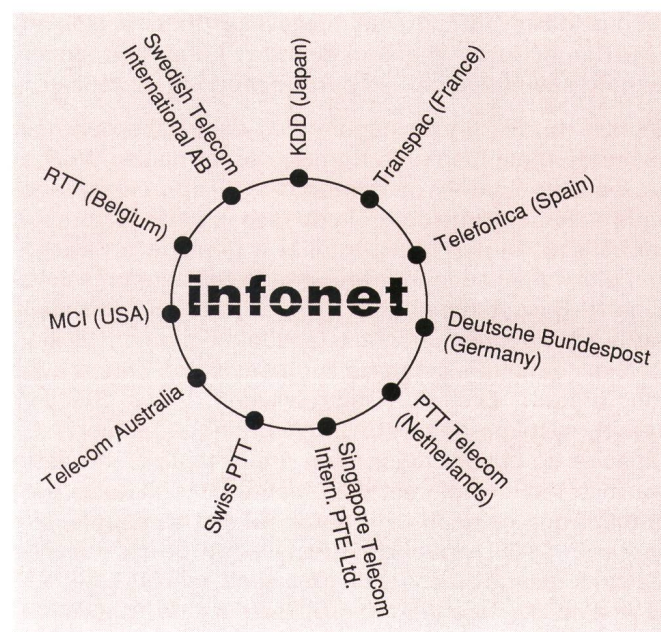 KDD (Japan)
Transpac (France)
Telefonica (Spain)
Deutsche Bundespost
(Germany)
PTT Telecom
(Netherlands)
Singapore Telecom
Intern. PTE Ltd.
Swiss PTT
Telecom Australia
MCI (USA)
RTT (Belgium)
Swedish Telecom
International AB
infonet